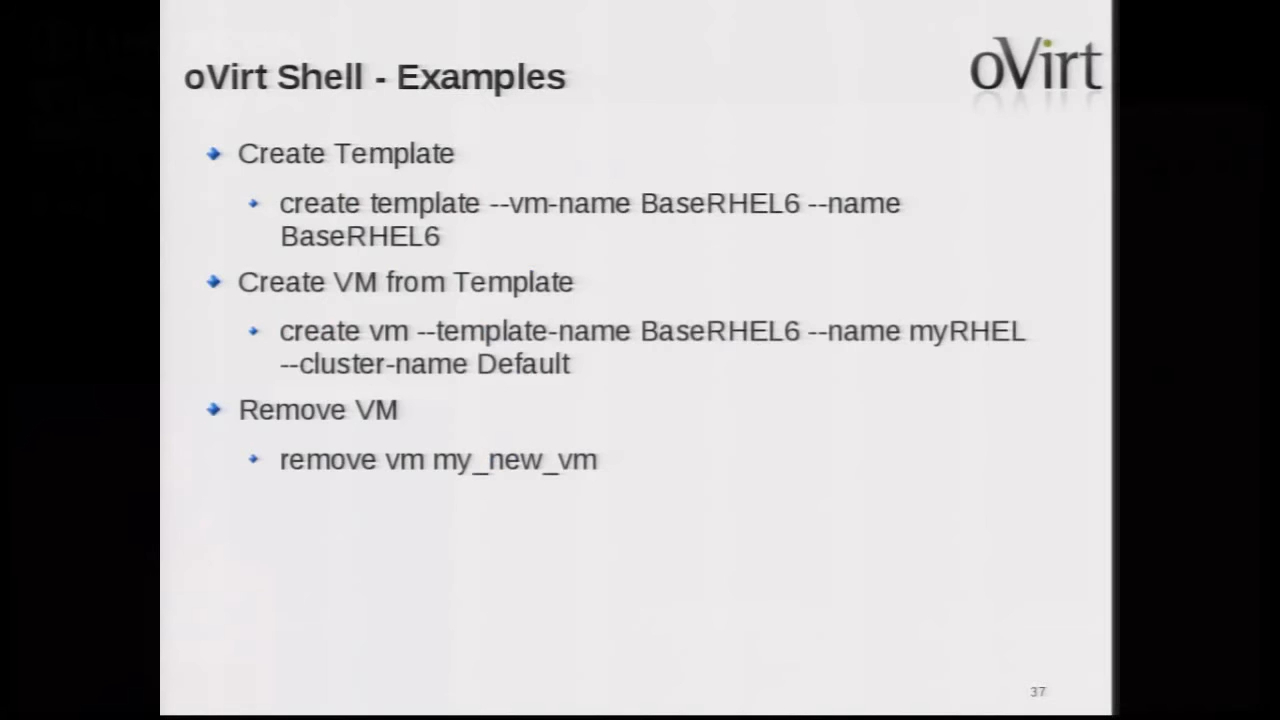 oVirt Shell - Examples
oVirt
Create Template
create template --vm-name BaseRHEL6 --name
BaseRHEL6
Create VM from Template
create vm --template-name BaseRHEL6 --name myRHEL
--cluster-name Default
Remove VM
remove vm my_new_vm
37